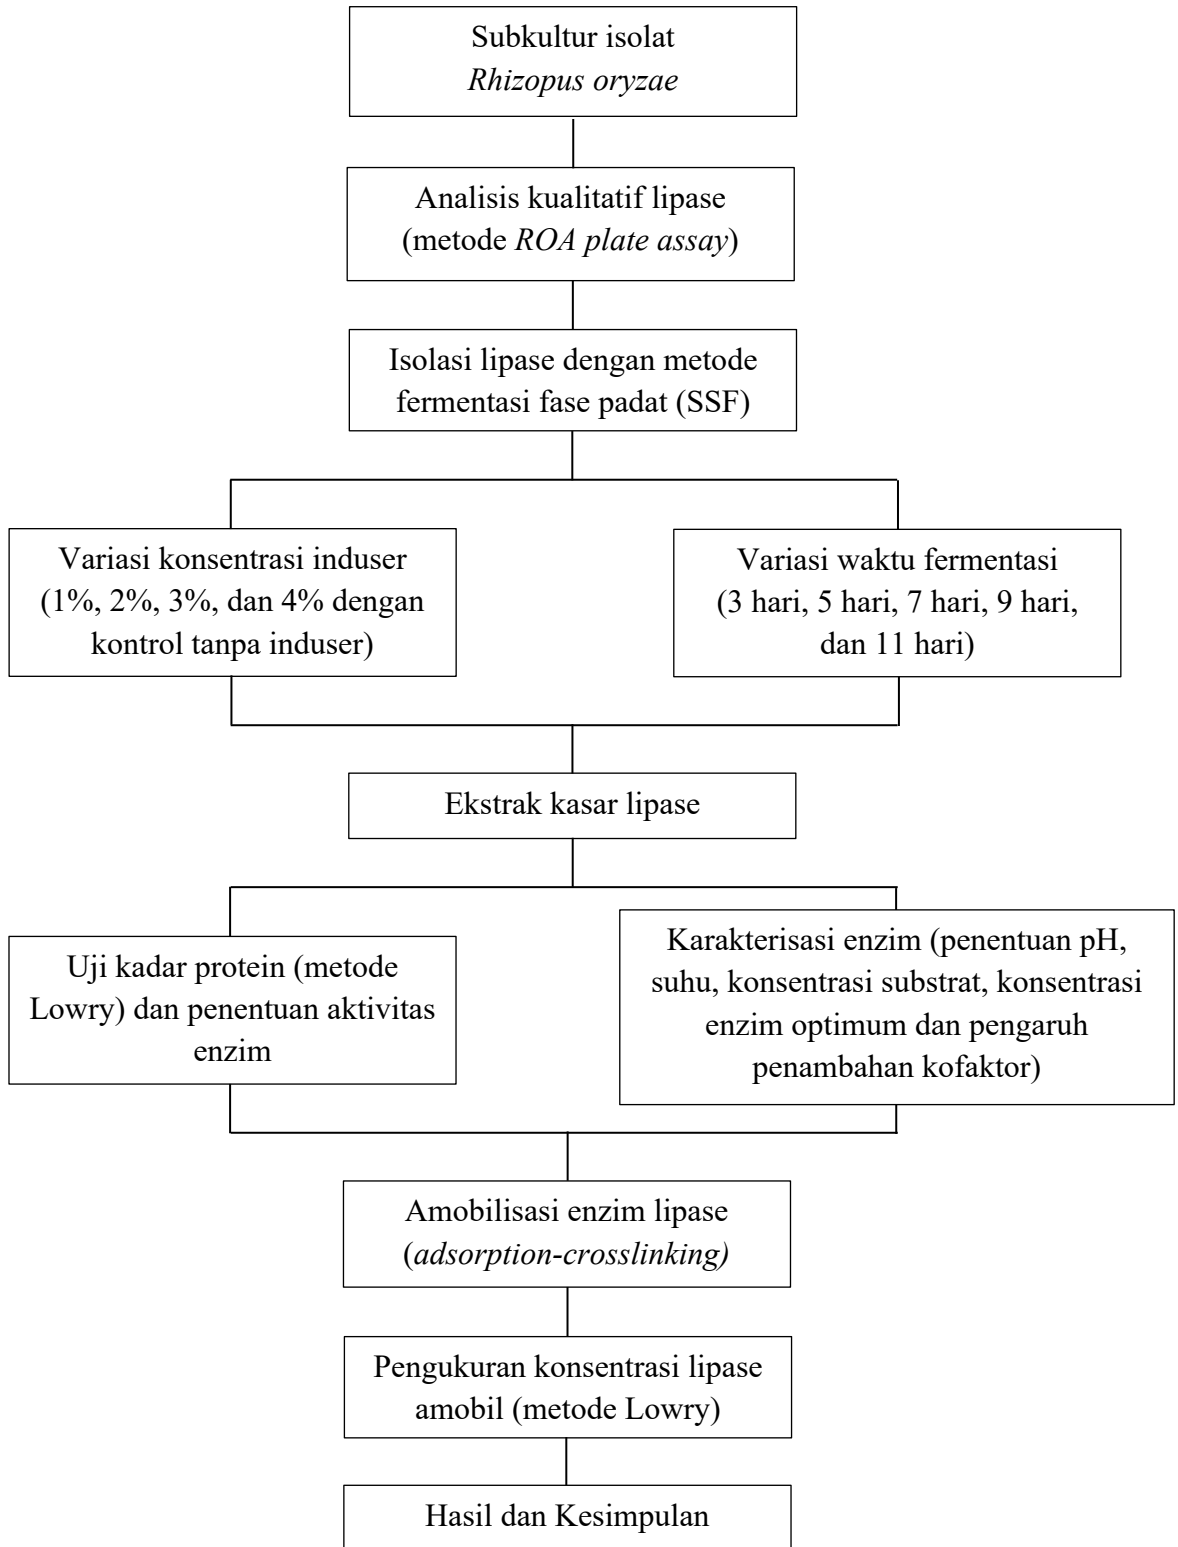 Subkultur isolat
Rhizopus oryzae
Analisis kualitatif lipase
(metode ROA plate assay)
Isolasi lipase dengan metode
fermentasi fase padat (SSF)
Variasi konsentrasi induser
(1%, 2%, 3%, dan 4% dengan
kontrol tanpa induser)
Variasi waktu fermentasi
(3 hari, 5 hari, 7 hari, 9 hari,
dan 11 hari)
Ekstrak kasar lipase
Uji kadar protein (metode
Lowry) dan penentuan aktivitas
enzim
Karakterisasi enzim (penentuan pH,
suhu, konsentrasi substrat, konsentrasi
enzim optimum dan pengaruh
penambahan kofaktor)
Amobilisasi enzim lipase
(adsorption-crosslinking)
Pengukuran konsentrasi lipase
amobil (metode Lowry)
Hasil dan Kesimpulan